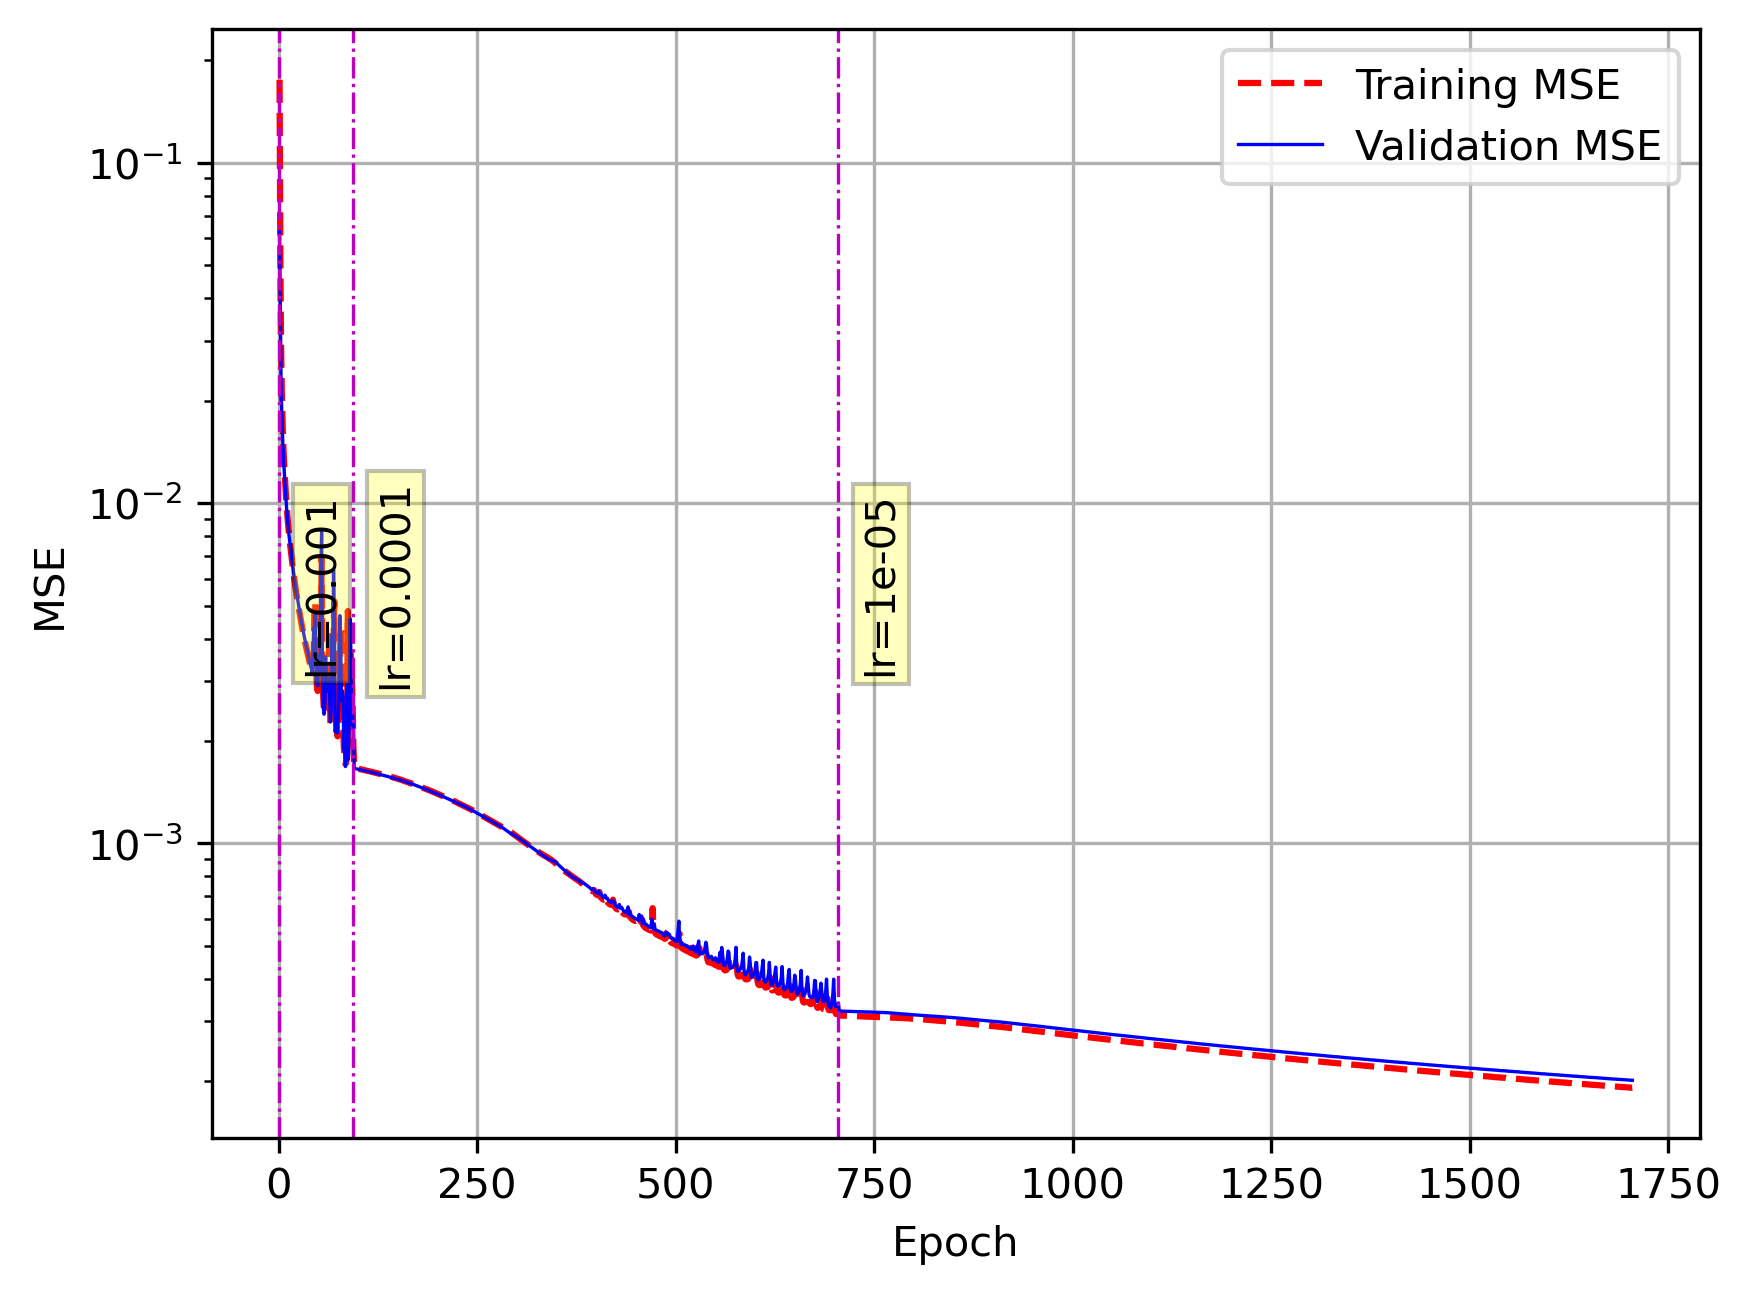 Training MSE
Validation MSE
10⁻¹
10⁻²
10⁻³
MSE
lr=0.001
lr=0.0001
lr=1e-05
0 250 500 750 1000 1250 1500 1750
Epoch